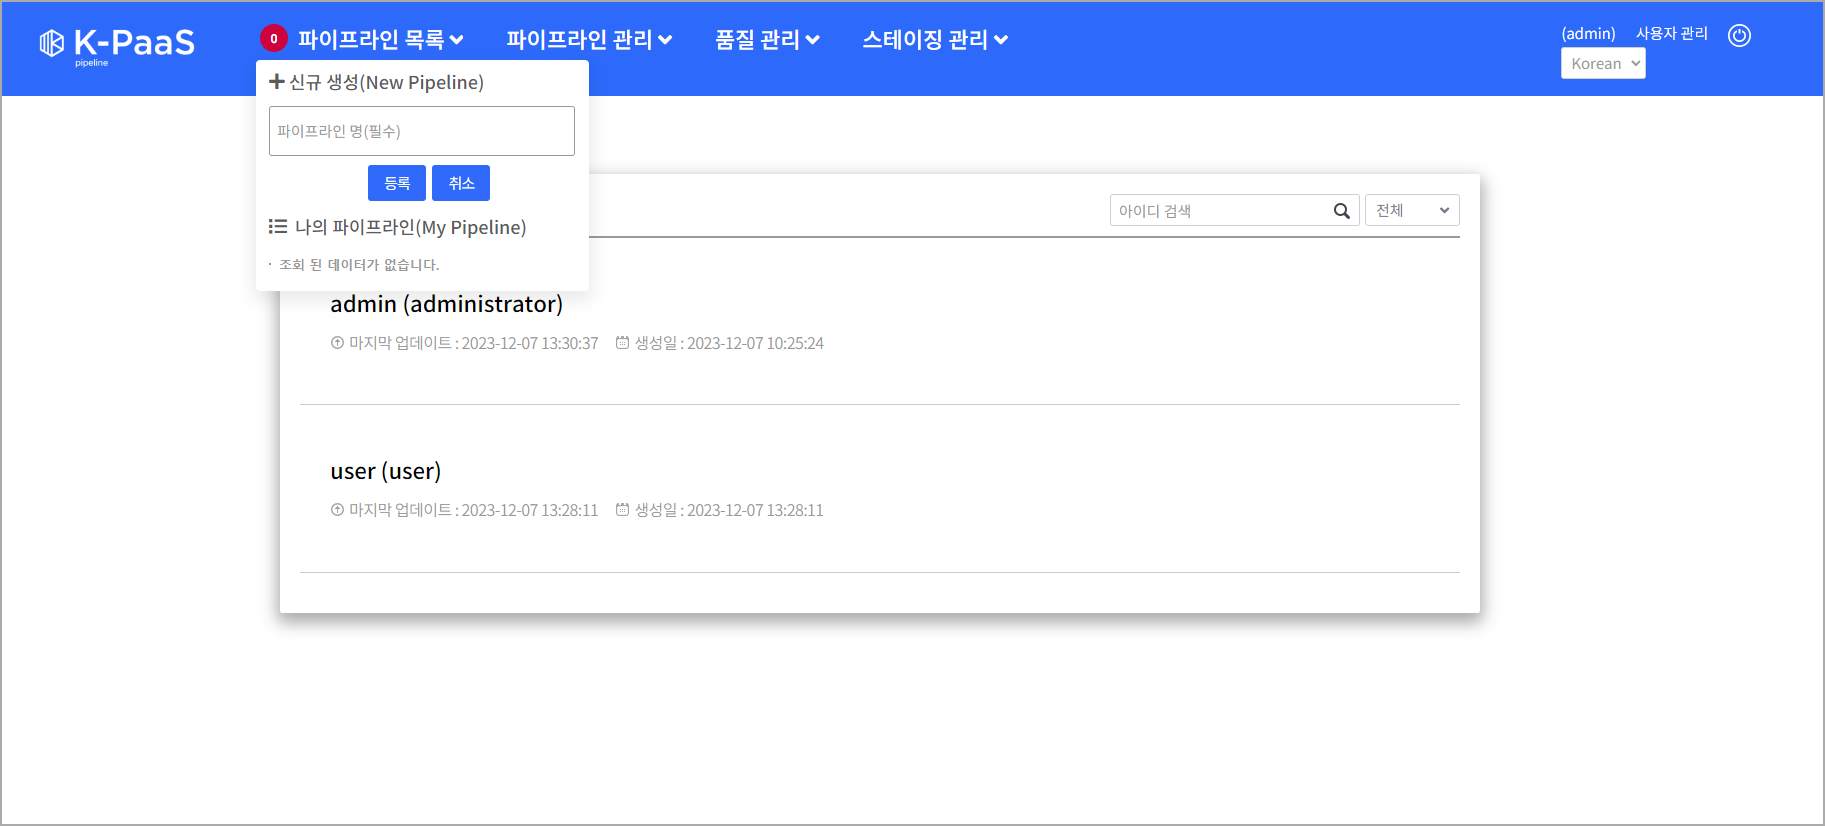 K-PaaS
pipeline
0 파이프라인 목록 파이프라인 관리 품질 관리 스테이징 관리
(admin) 사용자 관리
Korean
신규 생성(New Pipeline)
파이프라인 명(필수)
등록 취소
나의 파이프라인(My Pipeline)
· 조회 된 데이터가 없습니다.
아이디 검색 전체
admin (administrator)
마지막 업데이트 : 2023-12-07 13:30:37 생성일 : 2023-12-07 10:25:24
user (user)
마지막 업데이트 : 2023-12-07 13:28:11 생성일 : 2023-12-07 13:28:11